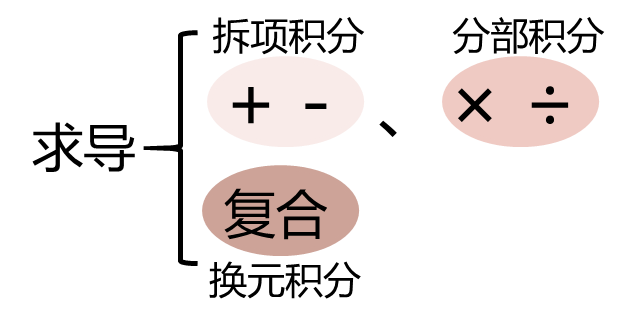 拆项积分 分部积分
+ - 、 × ÷
求导
复合
换元积分